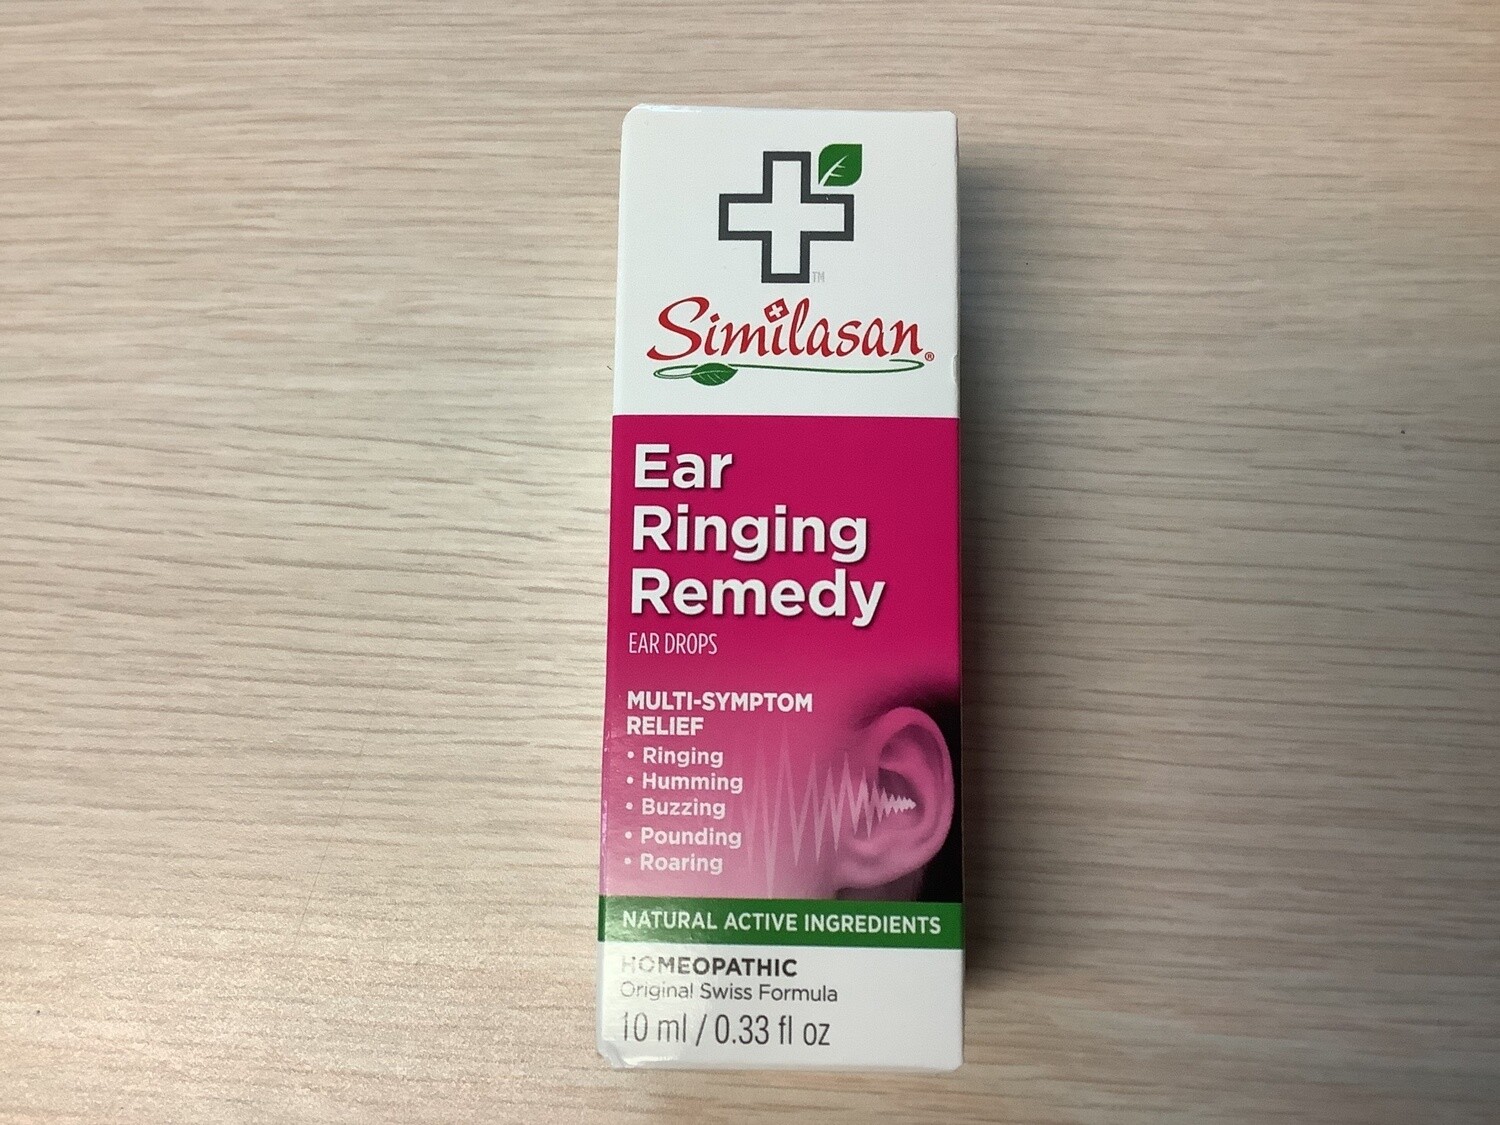 TM
Similasan®
Ear
Ringing
Remedy
EAR DROPS
MULTI-SYMPTOM
RELIEF
• Ringing
• Humming
• Buzzing
• Pounding
• Roaring
NATURAL ACTIVE INGREDIENTS
HOMEOPATHIC
Original Swiss Formula
10 ml / 0.33 fl oz